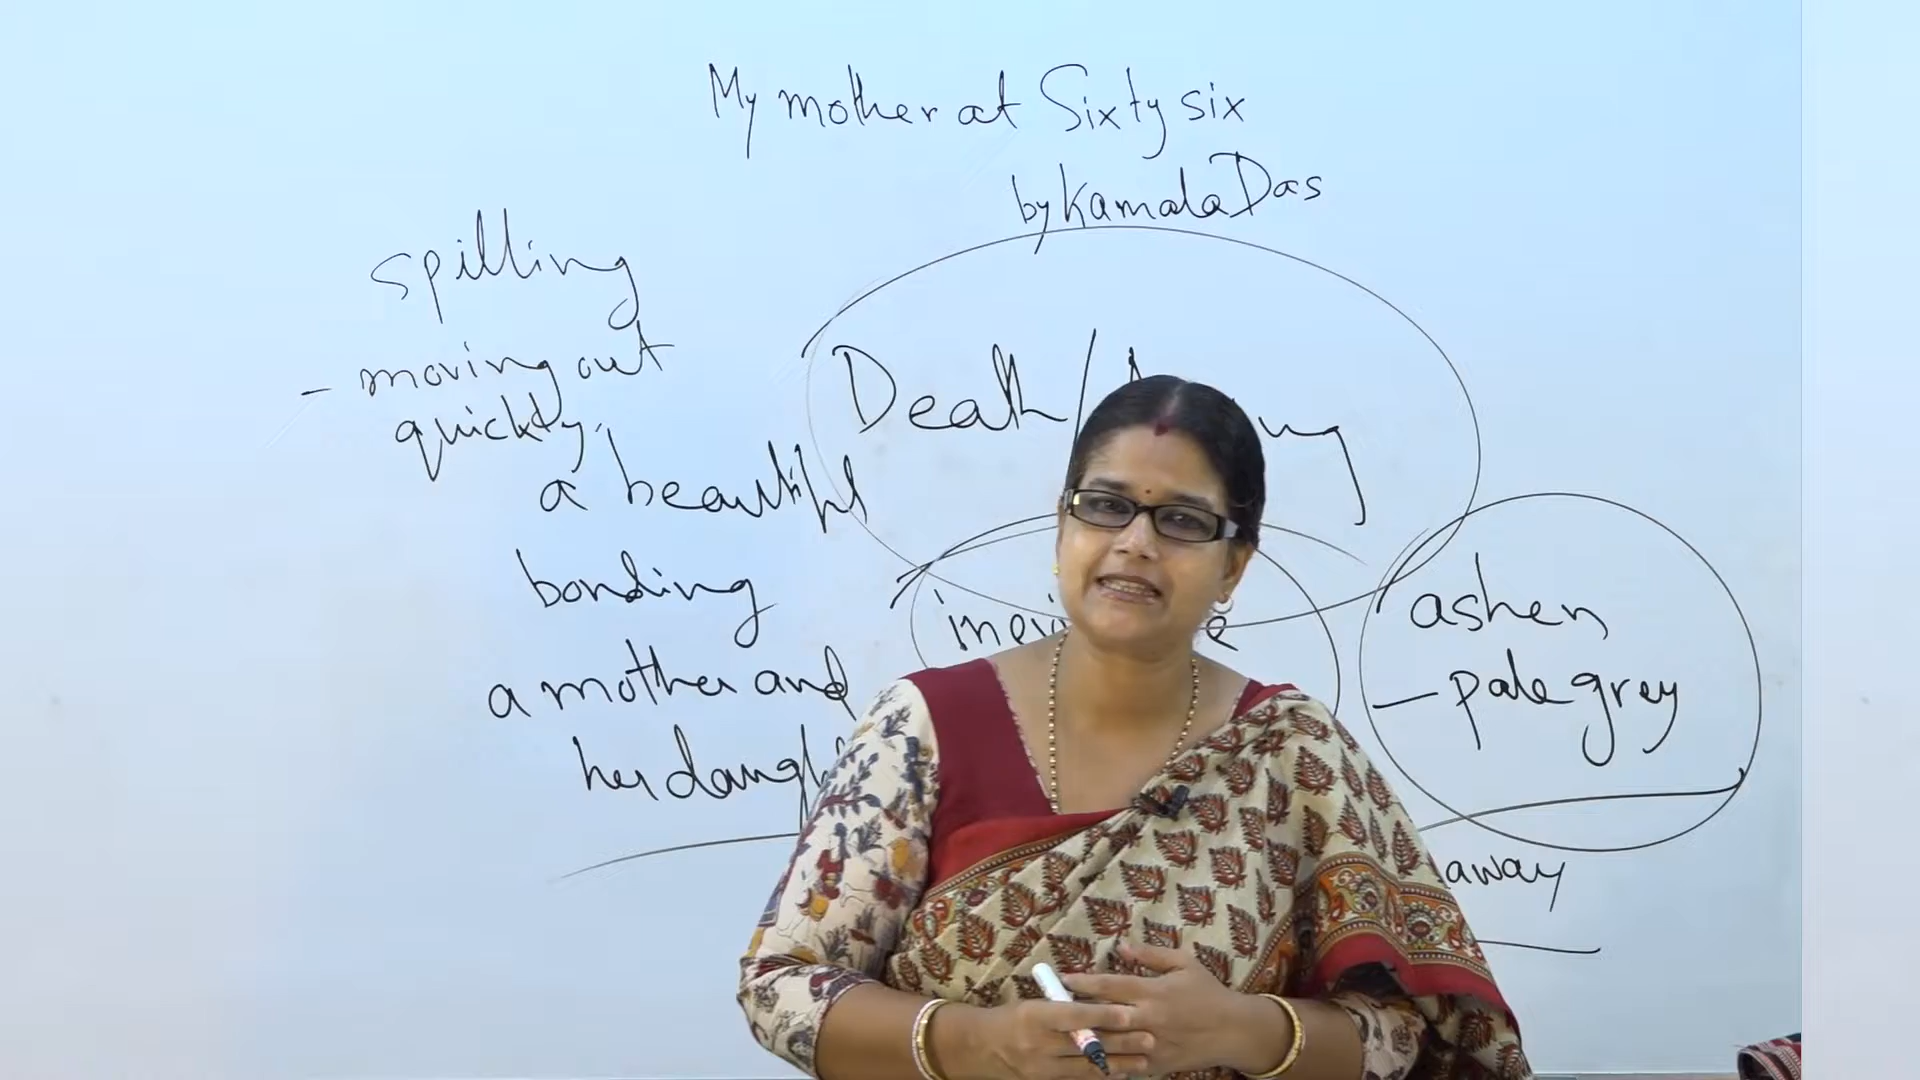 My mother at Sixty six
by Kamala Das
spilling
- moving out
quickly,
Death/
a beautiful
bonding
a mother and
her
ashen
- pale grey
away